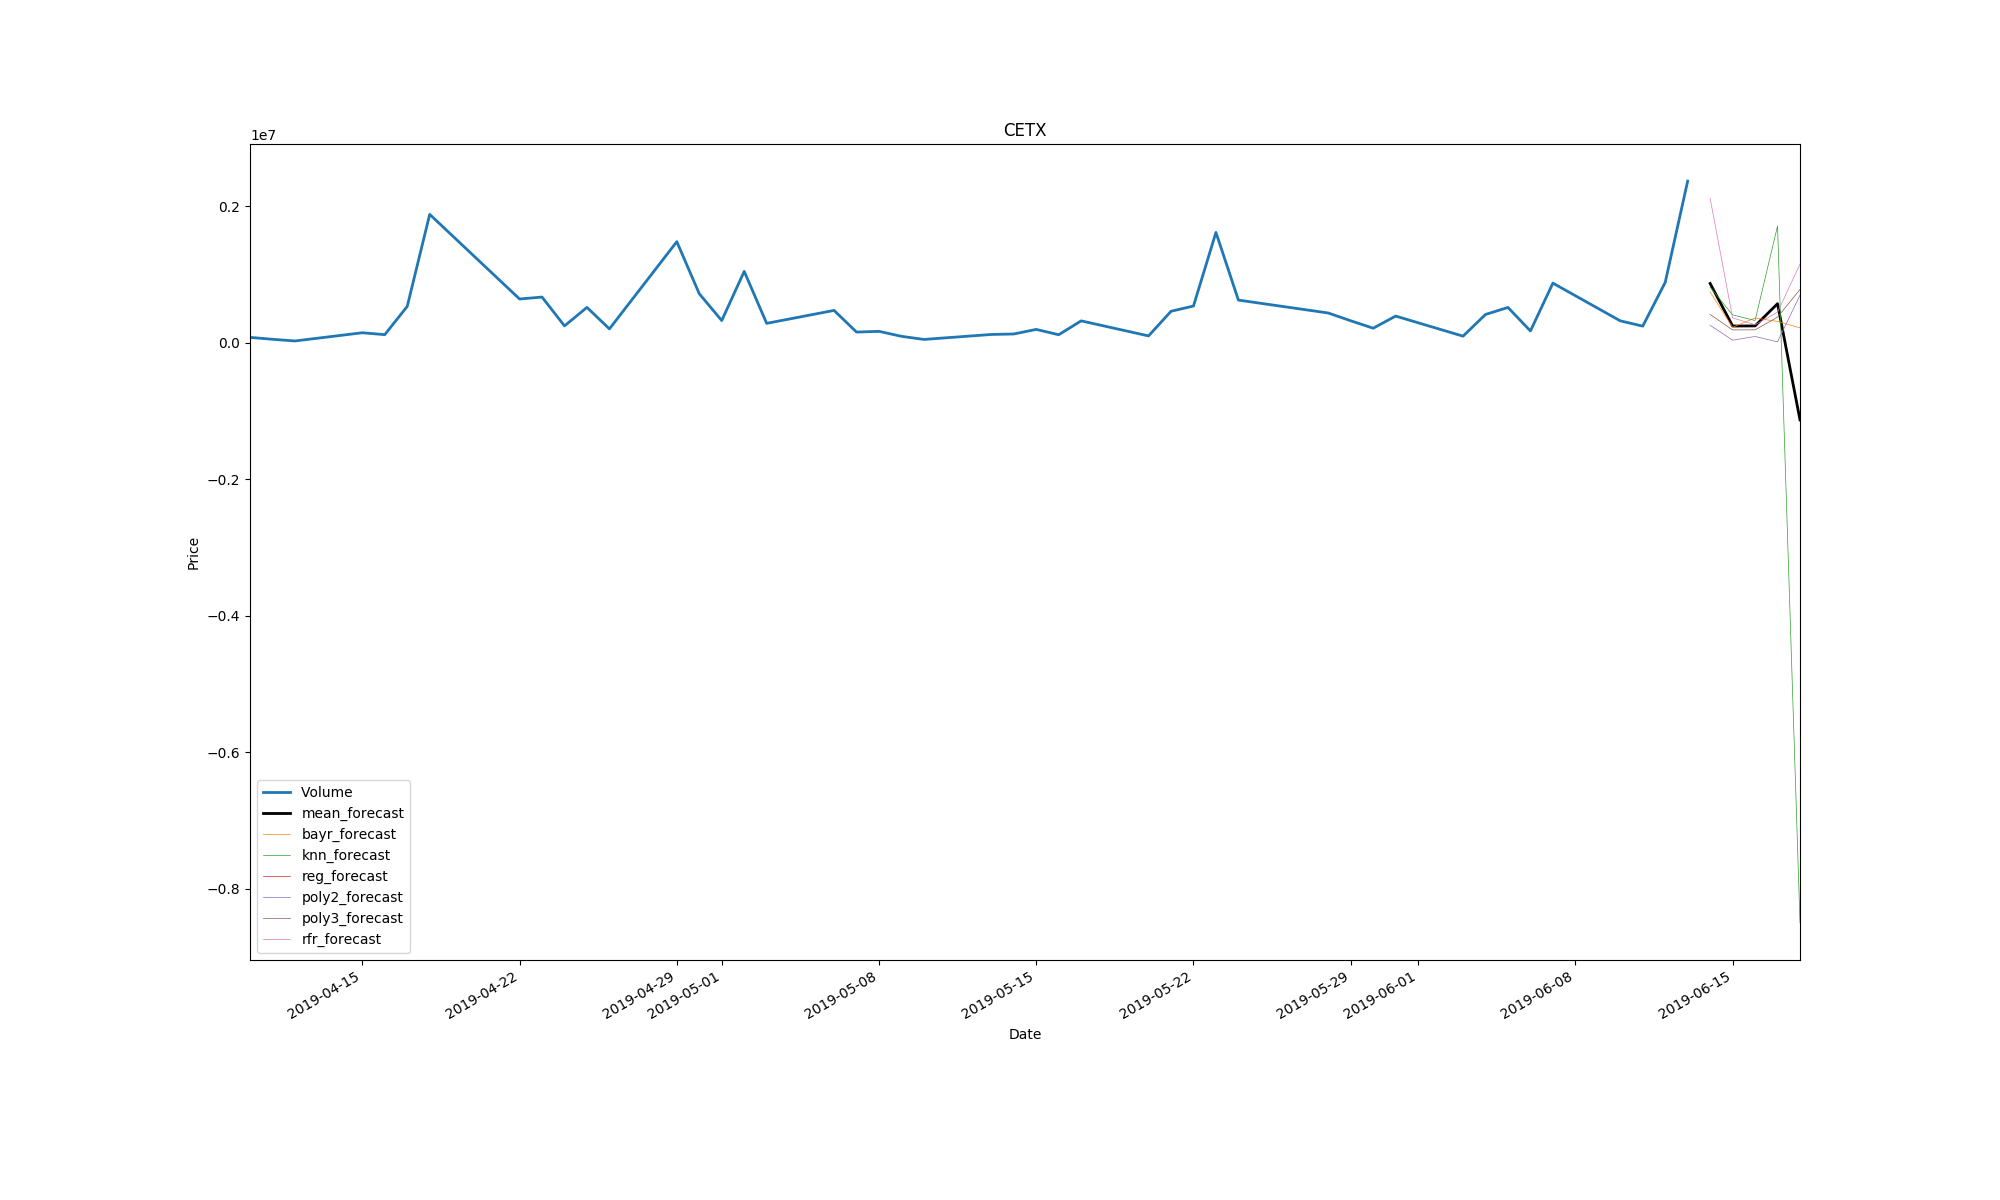 CETX
1e7
0.2
0.0
−0.2
−0.4
−0.6
−0.8
Price
Volume
mean_forecast
bayr_forecast
knn_forecast
reg_forecast
poly2_forecast
poly3_forecast
rfr_forecast
2019-04-15
2019-04-22
2019-04-29
2019-05-01
2019-05-08
2019-05-15
2019-05-22
2019-05-29
2019-06-01
2019-06-08
2019-06-15
Date